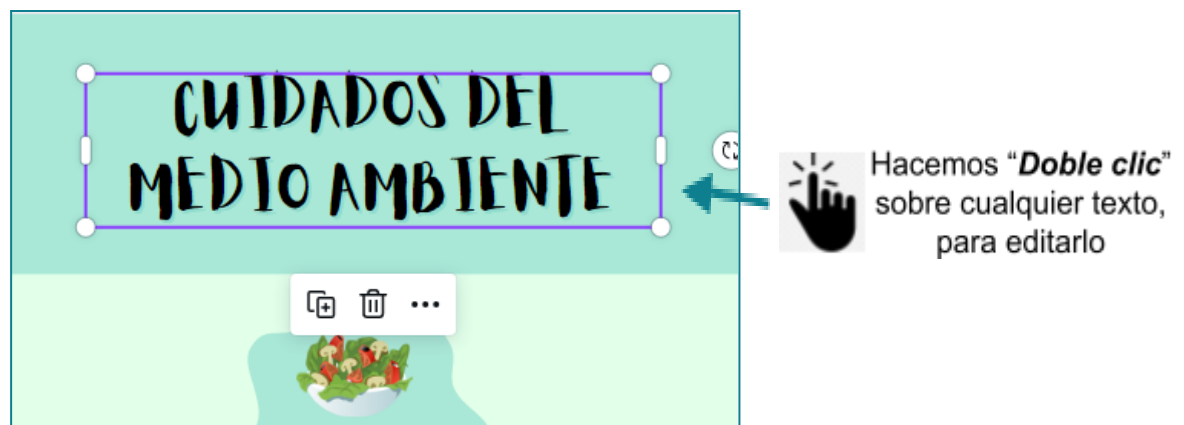 CUIDADOS DEL
MEDIO AMBIENTE
Hacemos “Doble clic”
sobre cualquier texto,
para editarlo